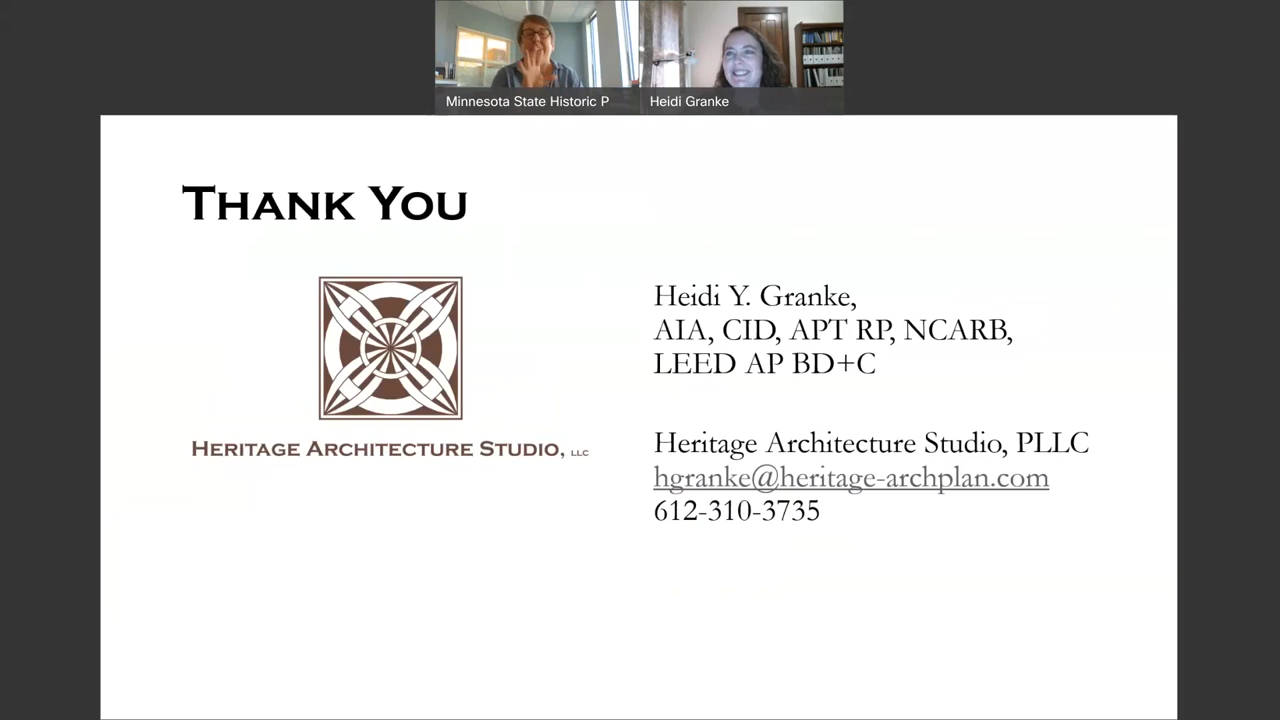 Minnesota State Historic P
Heidi Granke
THANK YOU
HERITAGE ARCHITECTURE STUDIO, LLC
Heidi Y. Granke,
AIA, CID, APT RP, NCARB,
LEED AP BD+C
Heritage Architecture Studio, PLLC
hgranke@heritage-archplan.com
612-310-3735